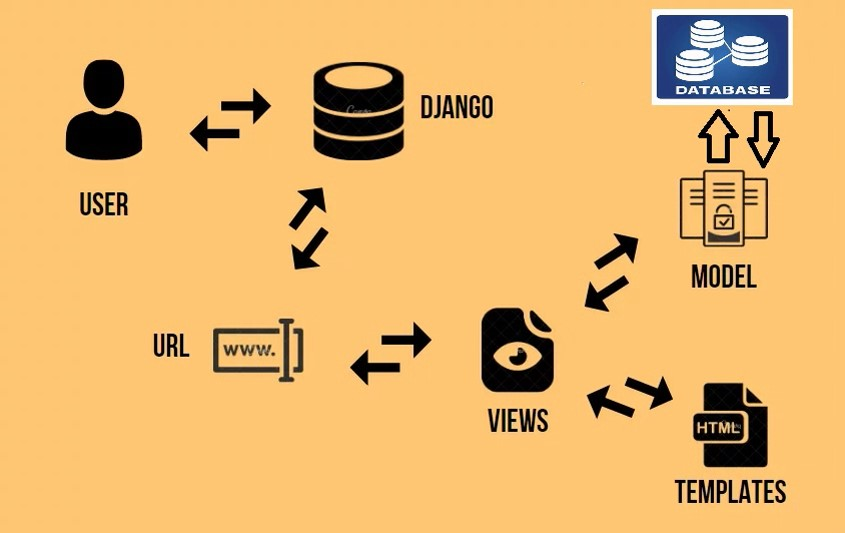 DATABASE
DJANGO
USER
MODEL
URL
www.
VIEWS
HTML
TEMPLATES